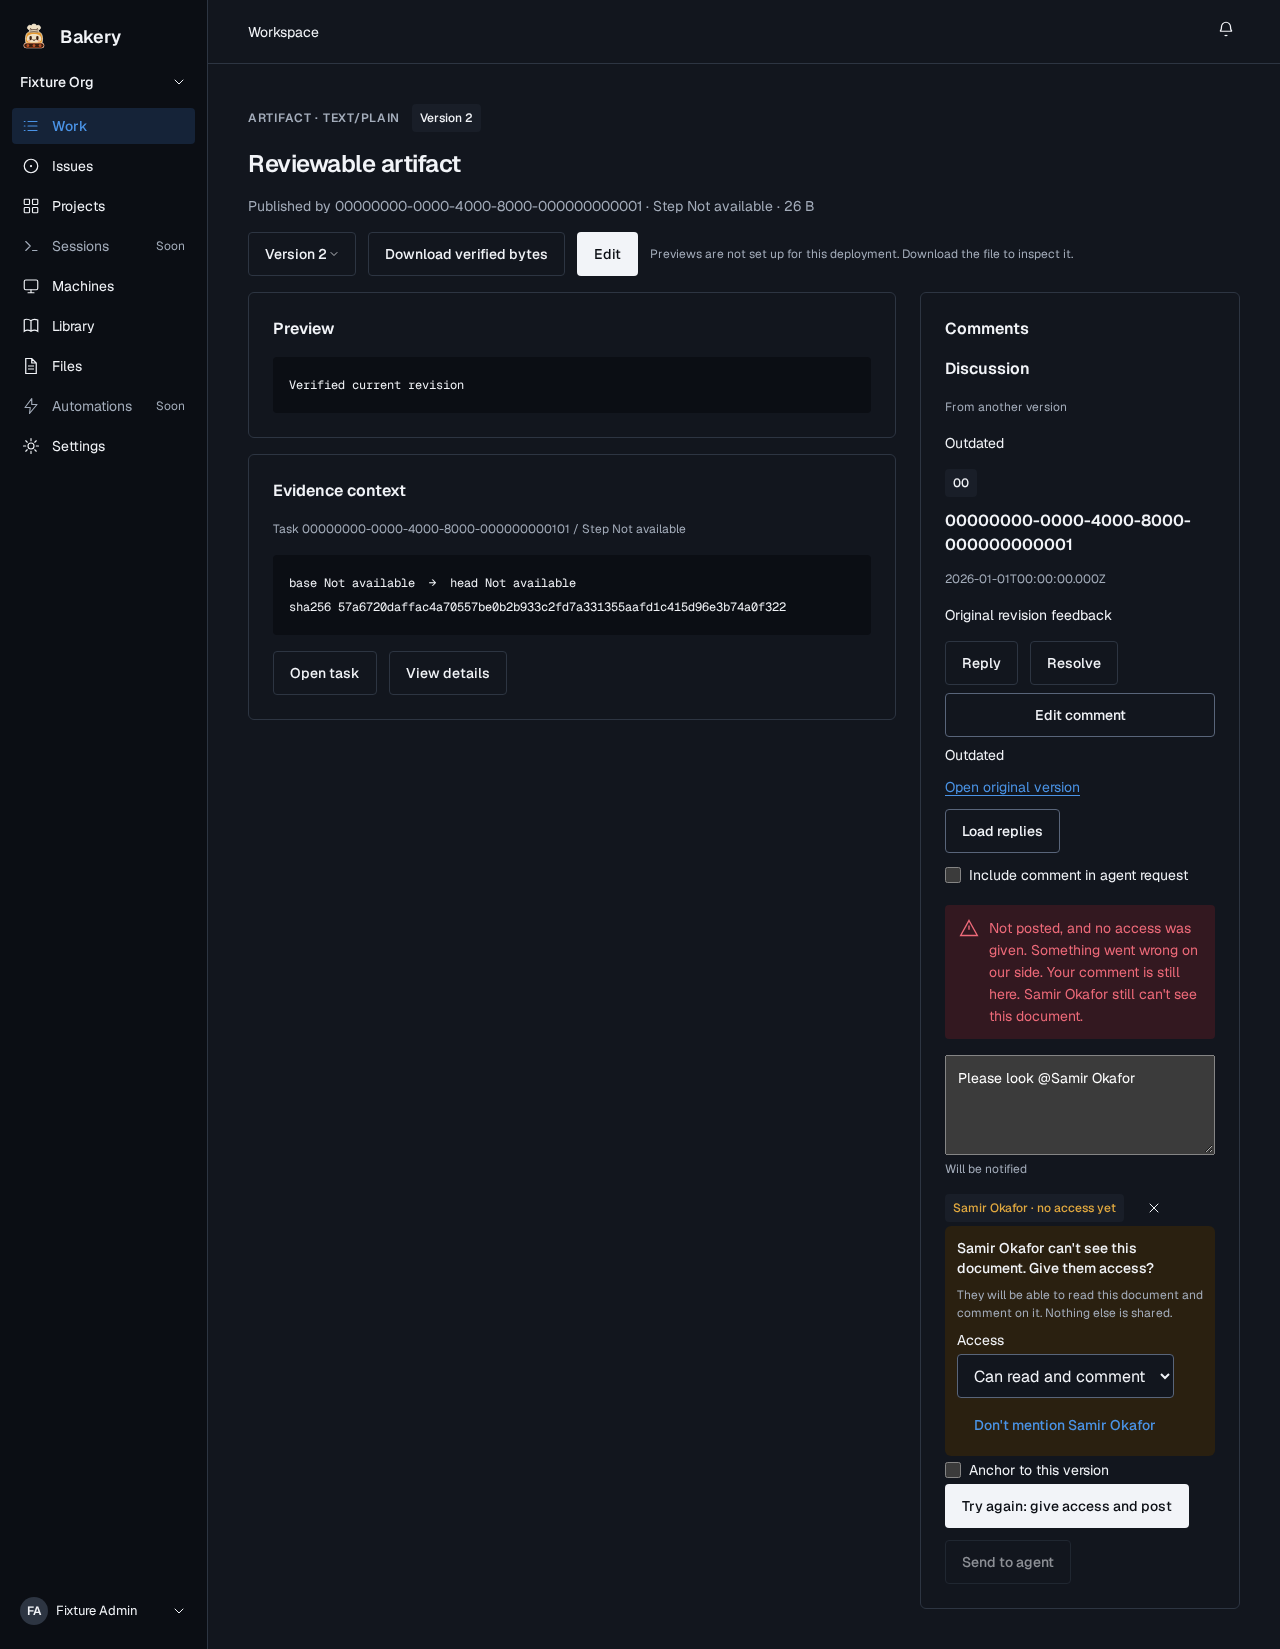 Bakery
Fixture Org
Work
Issues
Projects
Sessions Soon
Machines
Library
Files
Automations Soon
Settings
FA Fixture Admin
Workspace
ARTIFACT · TEXT/PLAIN Version 2
Reviewable artifact
Published by 00000000-0000-4000-8000-000000000001 · Step Not available · 26 B
Version 2 Download verified bytes Edit Previews are not set up for this deployment. Download the file to inspect it.
Preview
Verified current revision
Evidence context
Task 00000000-0000-4000-8000-000000000101 / Step Not available
base Not available → head Not available
sha256 57a6720daffac4a70557be0b2b933c2fd7a331355aafd1c415d96e3b74a0f322
Open task View details
Comments
Discussion
From another version
Outdated
00
00000000-0000-4000-8000-
000000000001
2026-01-01T00:00:00.000Z
Original revision feedback
Reply Resolve
Edit comment
Outdated
Open original version
Load replies
Include comment in agent request
Not posted, and no access was
given. Something went wrong on
our side. Your comment is still
here. Samir Okafor still can't see
this document.
Please look @Samir Okafor
Will be notified
Samir Okafor · no access yet
Samir Okafor can't see this
document. Give them access?
They will be able to read this document and
comment on it. Nothing else is shared.
Access
Can read and comment
Don't mention Samir Okafor
Anchor to this version
Try again: give access and post
Send to agent